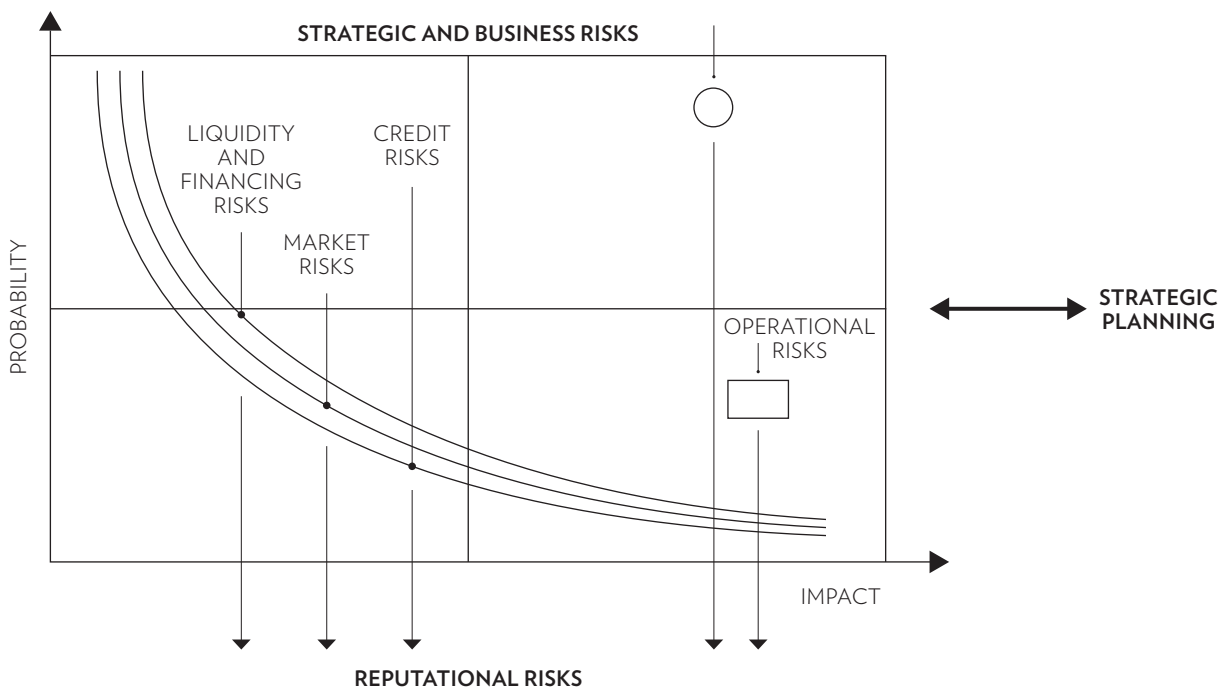 STRATEGIC AND BUSINESS RISKS
LIQUIDITY
AND
FINANCING
RISKS
CREDIT
RISKS
MARKET
RISKS
PROBABILITY
STRATEGIC
PLANNING
OPERATIONAL
RISKS
IMPACT
REPUTATIONAL RISKS